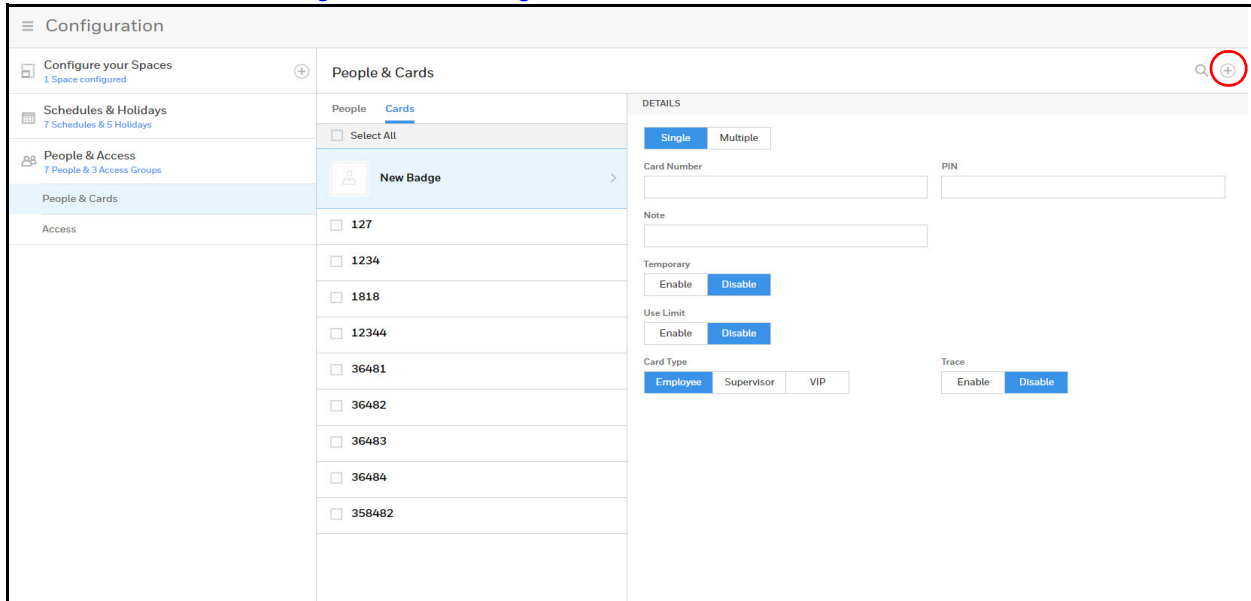 Configuration
Configure your Spaces
1 Space configured
Schedules & Holidays
7 Schedules & 5 Holidays
People & Access
7 People & 3 Access Groups
People & Cards
Access
People & Cards
People Cards
Select All
New Badge
127
1234
1818
12344
36481
36482
36483
36484
358482
DETAILS
Single Multiple
Card Number PIN
Note
Temporary
Enable Disable
Use Limit
Enable Disable
Card Type Trace
Employee Supervisor VIP Enable Disable